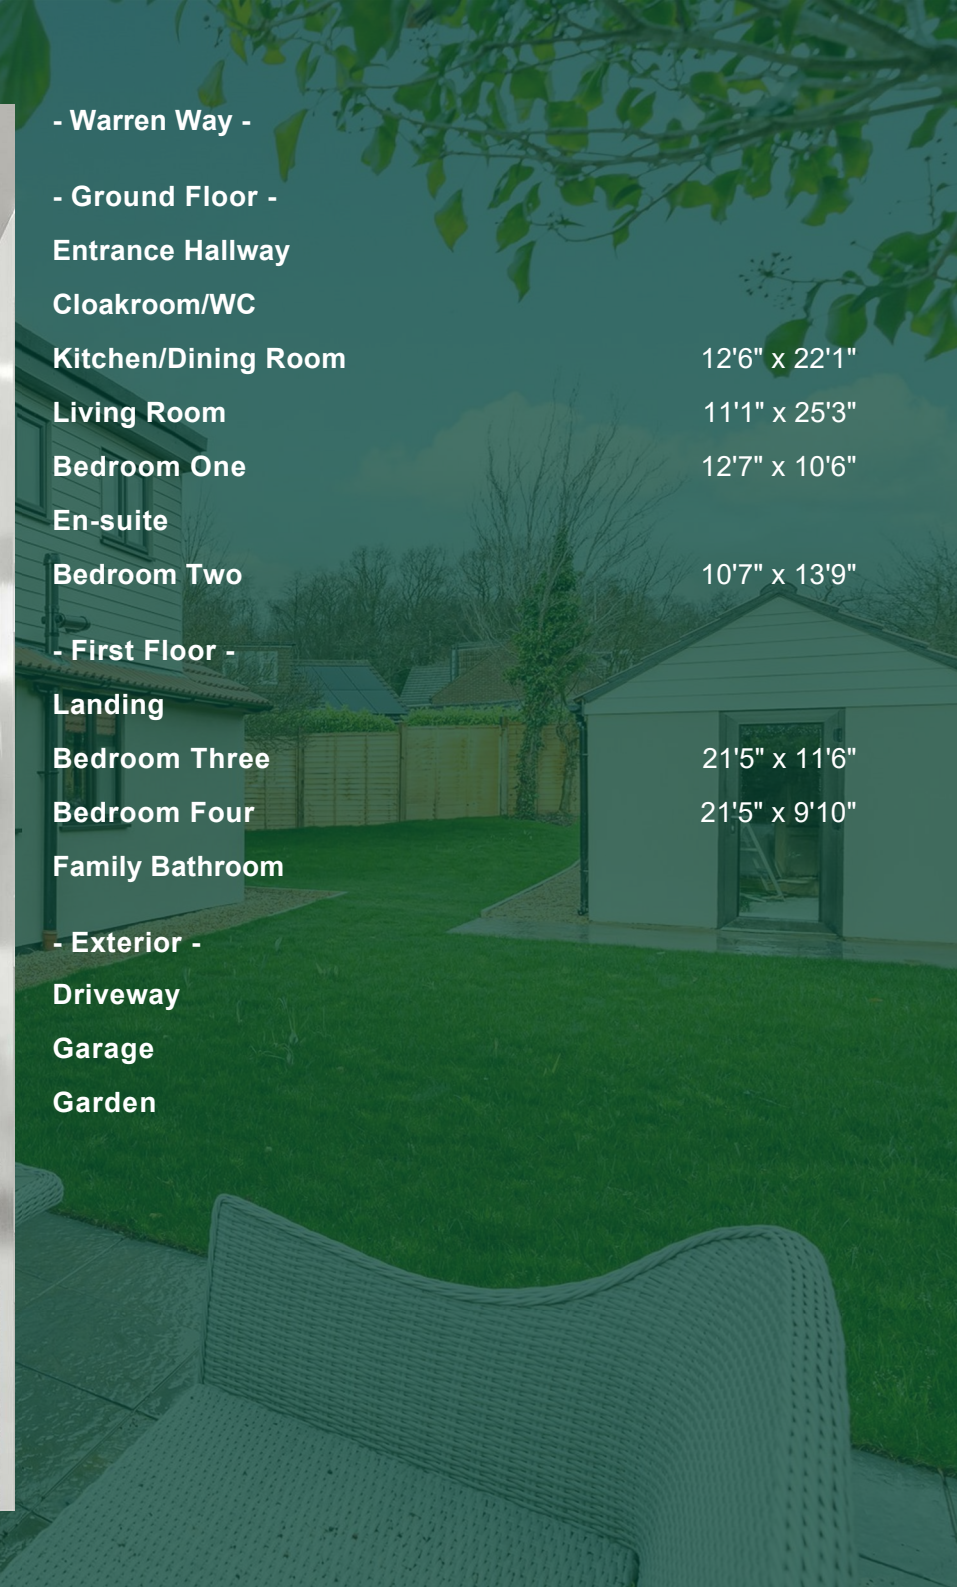 - Warren Way -
- Ground Floor -
Entrance Hallway
Cloakroom/WC
Kitchen/Dining Room 12'6" x 22'1"
Living Room 11'1" x 25'3"
Bedroom One 12'7" x 10'6"
En-suite
Bedroom Two 10'7" x 13'9"
- First Floor -
Landing
Bedroom Three 21'5" x 11'6"
Bedroom Four 21'5" x 9'10"
Family Bathroom
- Exterior -
Driveway
Garage
Garden